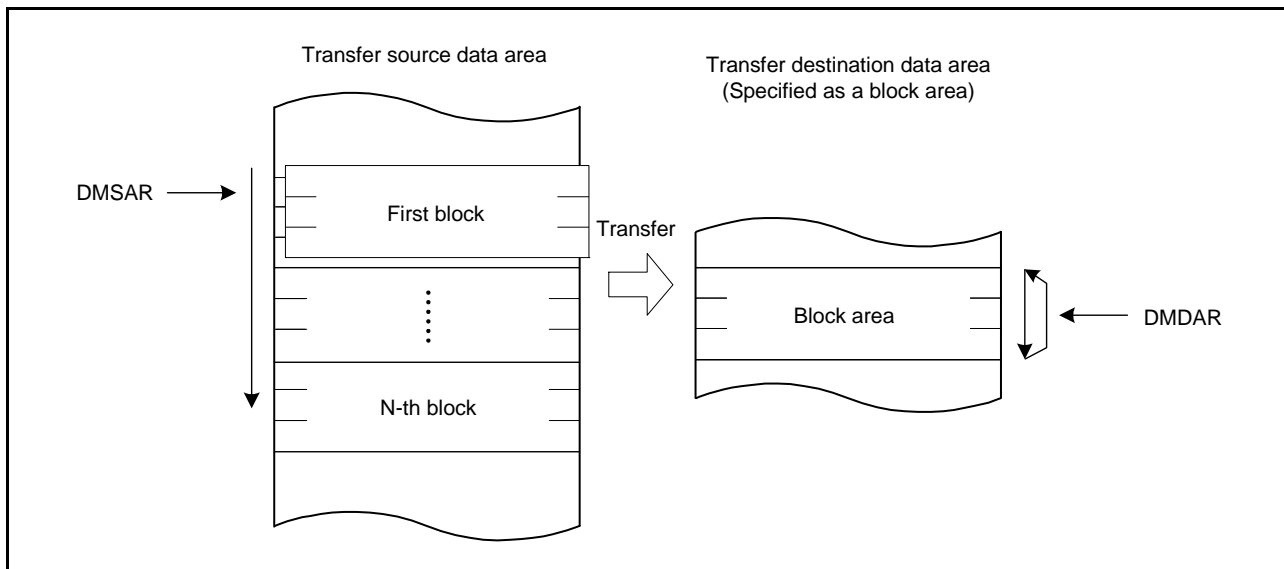 Transfer source data area
Transfer destination data area
(Specified as a block area)
DMSAR
First block
Transfer
Block area
DMDAR
N-th block